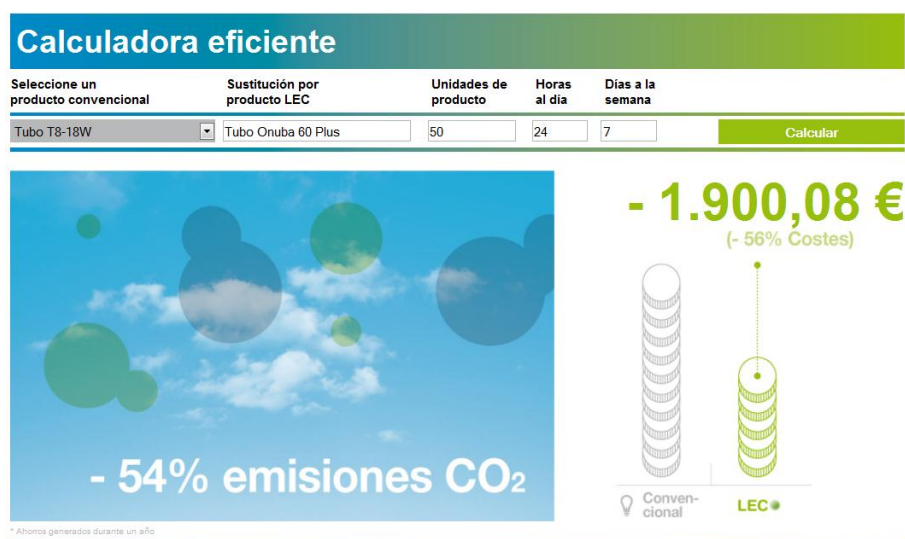 Calculadora eficiente
Seleccione un
producto convencional
Sustitución por
producto LEC
Unidades de
producto
Horas
al día
Días a la
semana
Tubo T8-18W
Tubo Onuba 60 Plus
50
24
7
Calcular
- 1.900,08 €
(- 56% Costes)
- 54% emisiones CO₂
Conven-
cional
LEC
* Ahorros generados durante un año